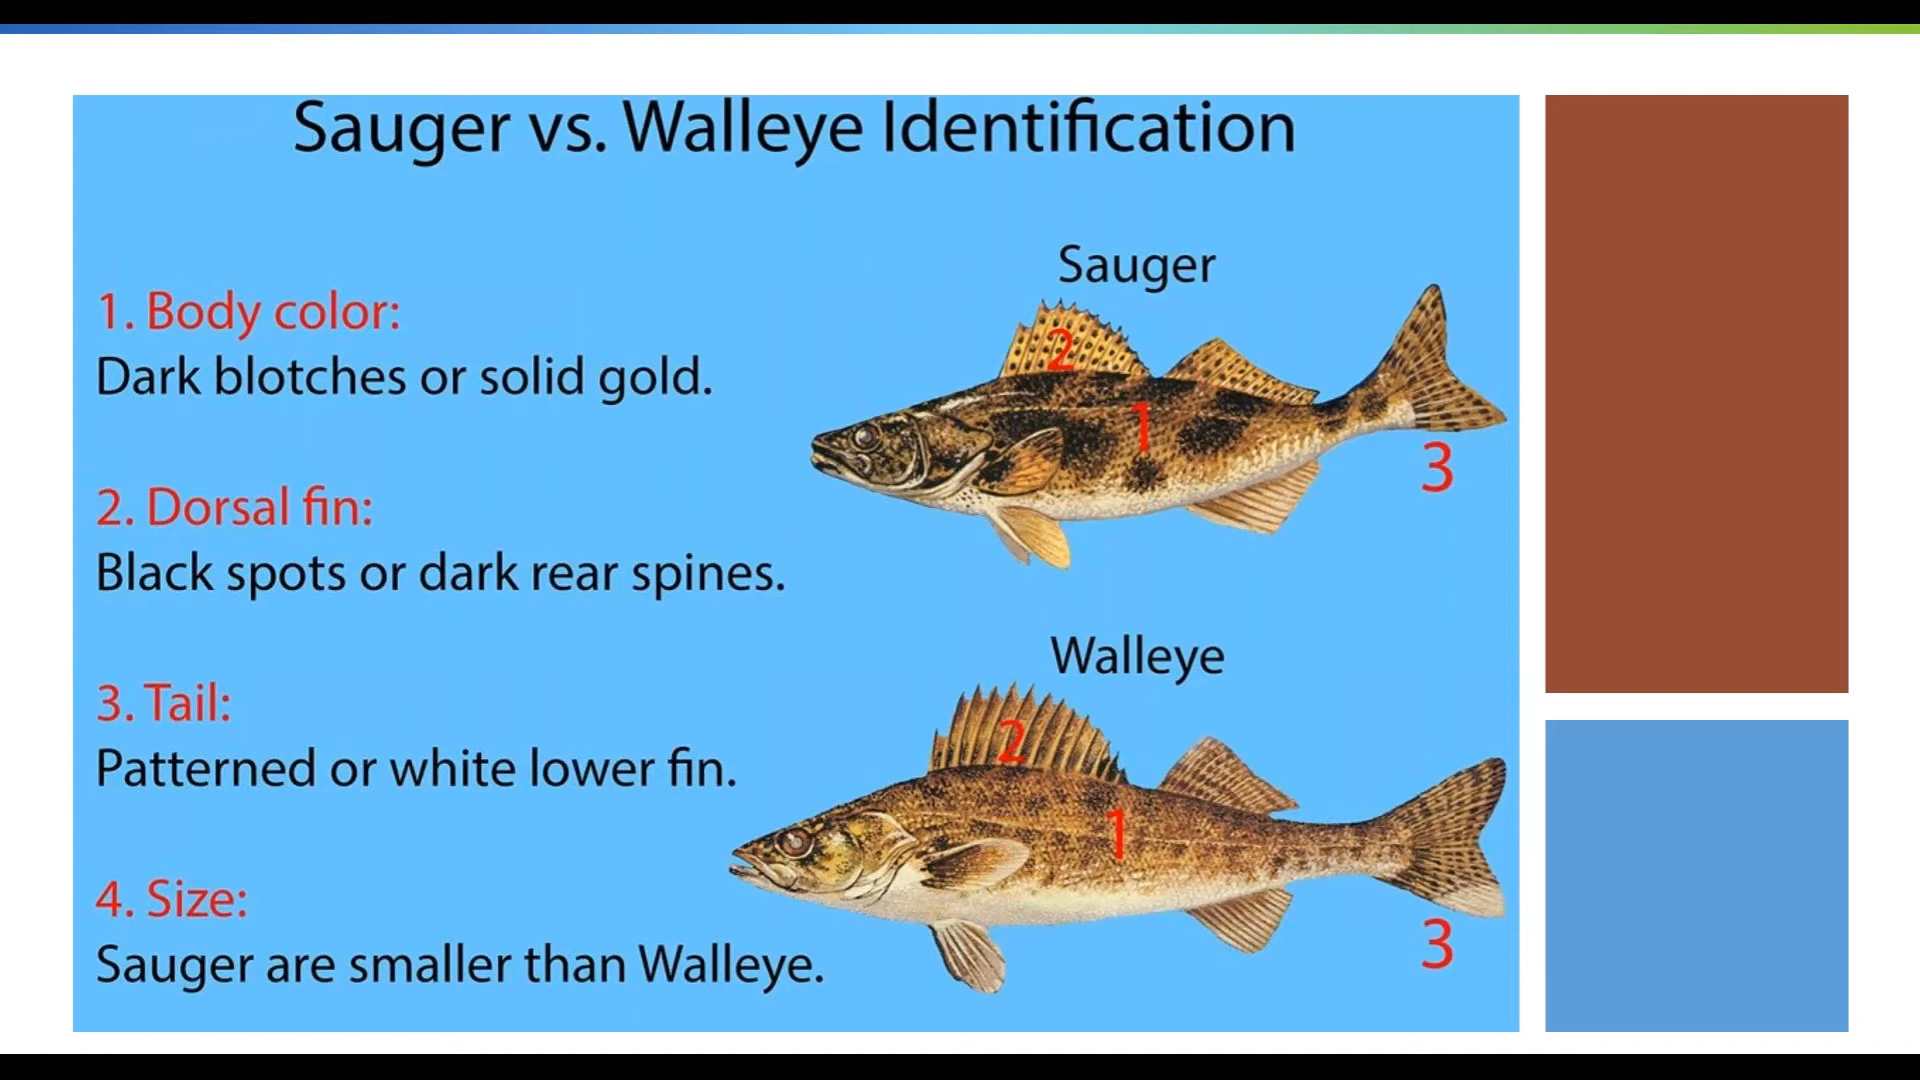 Sauger vs. Walleye Identification
1. Body color:
Dark blotches or solid gold.
2. Dorsal fin:
Black spots or dark rear spines.
3. Tail:
Patterned or white lower fin.
4. Size:
Sauger are smaller than Walleye.
Sauger
2
1
3
Walleye
2
1
3